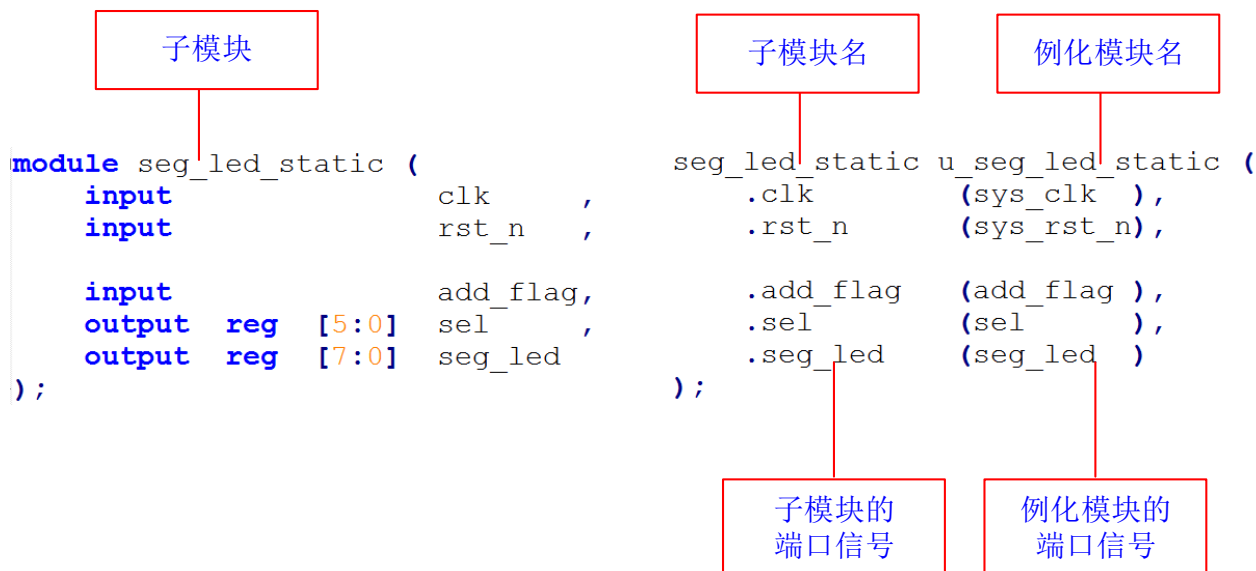 子模块
子模块名
例化模块名
module seg_led_static (
input clk ,
input rst_n ,
input add_flag,
output reg [5:0] sel ,
output reg [7:0] seg_led
);
seg_led_static u_seg_led_static (
.clk (sys_clk ),
.rst_n (sys_rst_n),
.add_flag (add_flag ),
.sel (sel ),
.seg_led (seg_led )
);
子模块的
端口信号
例化模块的
端口信号